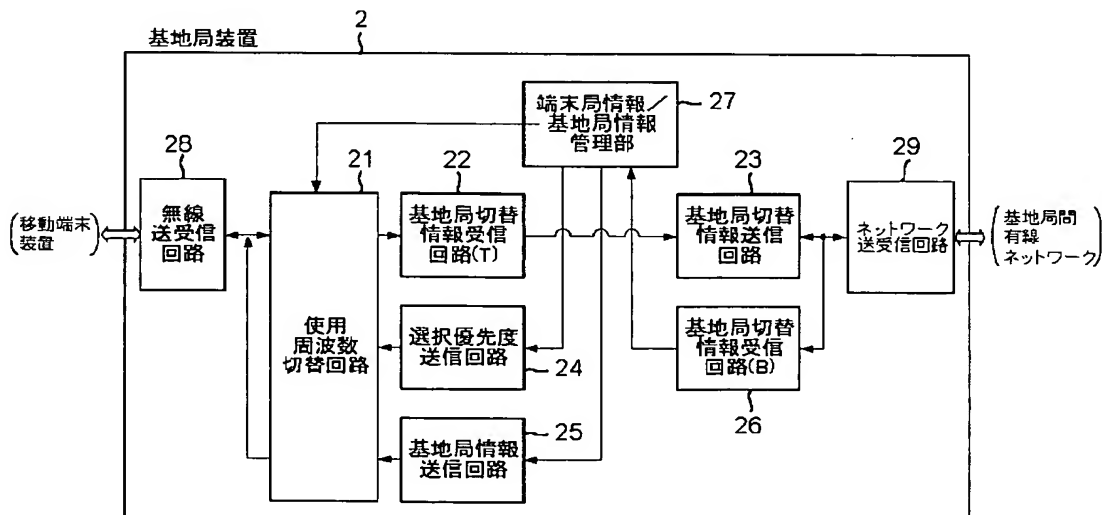 2
基地局装置
端末局情報／
基地局情報
管理部
27
28
21
22
23
29
(移動端末
装置)
無線
送受信
回路
使用
周波数
切替回路
基地局切替
情報受信
回路(T)
基地局切替
情報送信
回路
ネットワーク
送受信回路
(基地局間
有線
ネットワーク)
選択優先度
送信回路
24
基地局切替
情報受信
回路(B)
26
基地局情報
送信回路
25